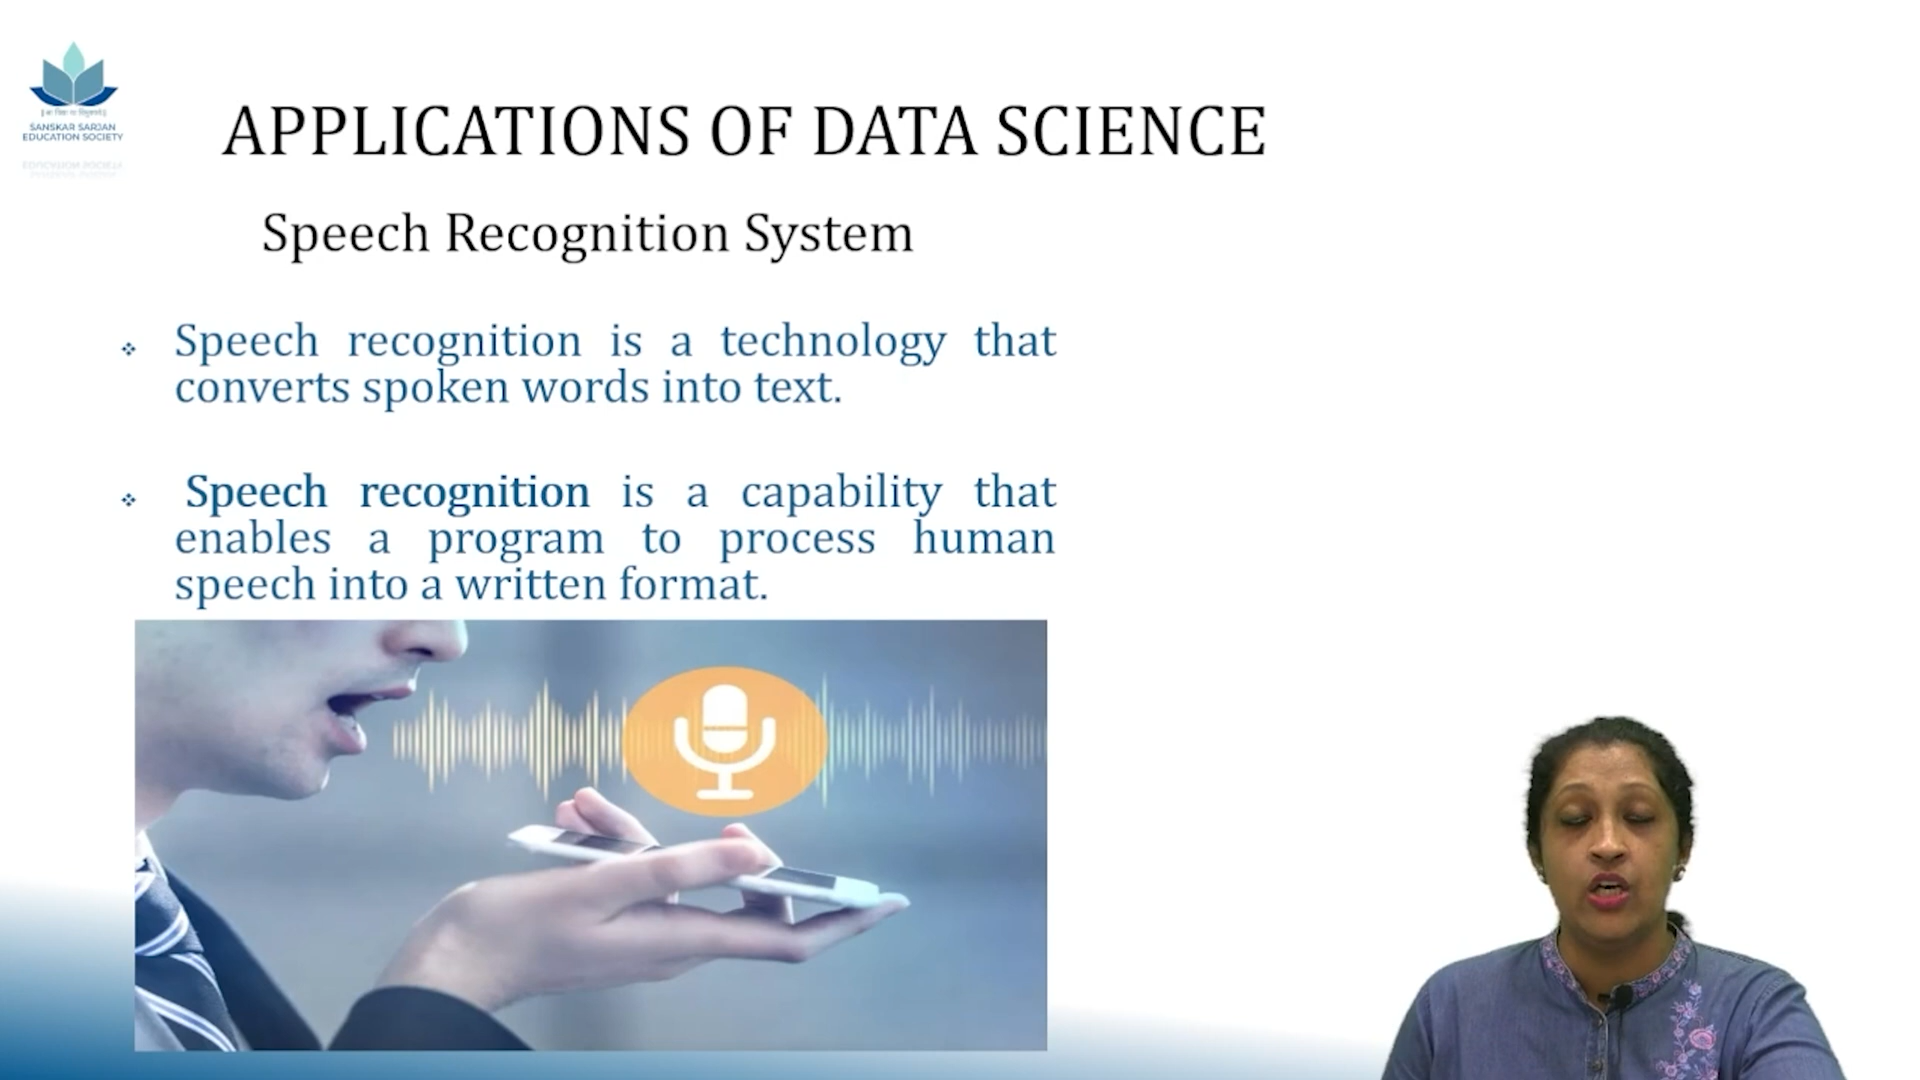 SANSKAR SARJAN
EDUCATION SOCIETY
APPLICATIONS OF DATA SCIENCE
Speech Recognition System
Speech recognition is a technology that
converts spoken words into text.
Speech recognition is a capability that
enables a program to process human
speech into a written format.